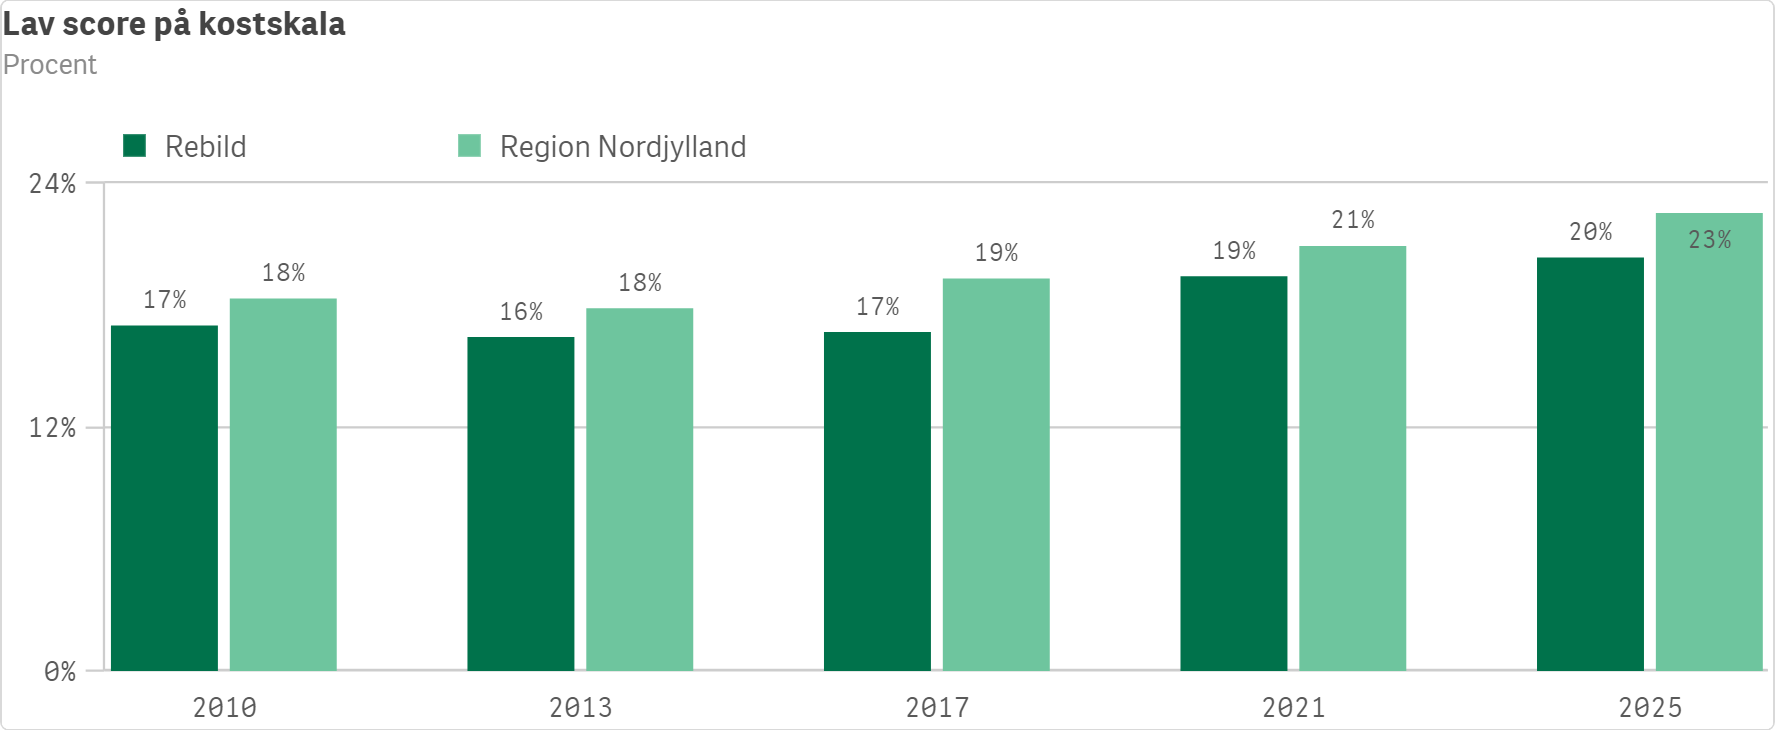 Lav score på kostskala
Procent
Rebild Region Nordjylland
24%
12%
0%
17% 18% 16% 18% 17% 19% 19% 21% 20% 23%
2010 2013 2017 2021 2025